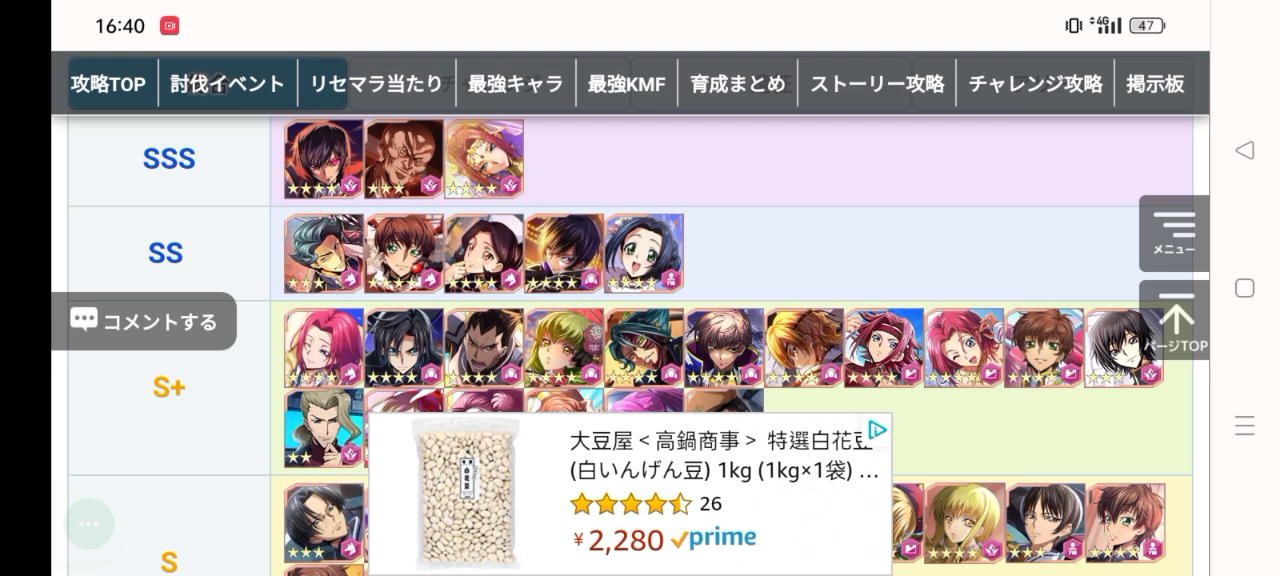 16:40
4G
47
攻略TOP
討伐イベント
リセマラ当たり
最強キャラ
最強KMF
育成まとめ
ストーリー攻略
チャレンジ攻略
掲示板
SSS
SS
メニュー
コメントする
ページTOP
S+
大豆屋 < 高鍋商事 > 特選白花豆
(白いんげん豆) 1kg (1kg×1袋) ...
26
¥2,280 prime
白花豆
S